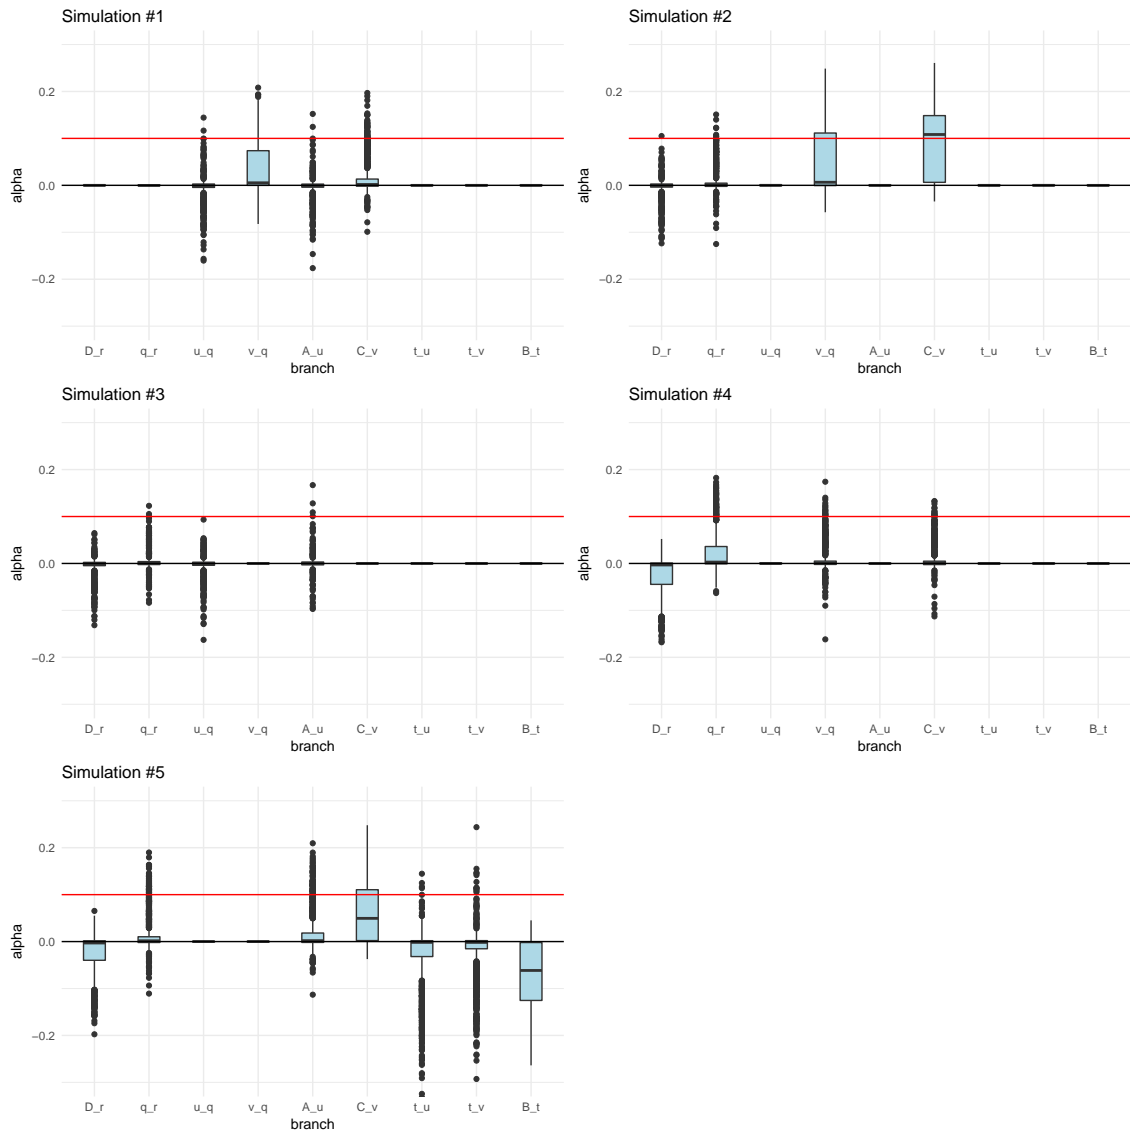 Simulation #1
0.2
0.0
−0.2
alpha
D_r q_r u_q v_q A_u C_v t_u t_v B_t
branch
Simulation #2
0.2
0.0
−0.2
alpha
D_r q_r u_q v_q A_u C_v t_u t_v B_t
branch
Simulation #3
0.2
0.0
−0.2
alpha
D_r q_r u_q v_q A_u C_v t_u t_v B_t
branch
Simulation #4
0.2
0.0
−0.2
alpha
D_r q_r u_q v_q A_u C_v t_u t_v B_t
branch
Simulation #5
0.2
0.0
−0.2
alpha
D_r q_r u_q v_q A_u C_v t_u t_v B_t
branch